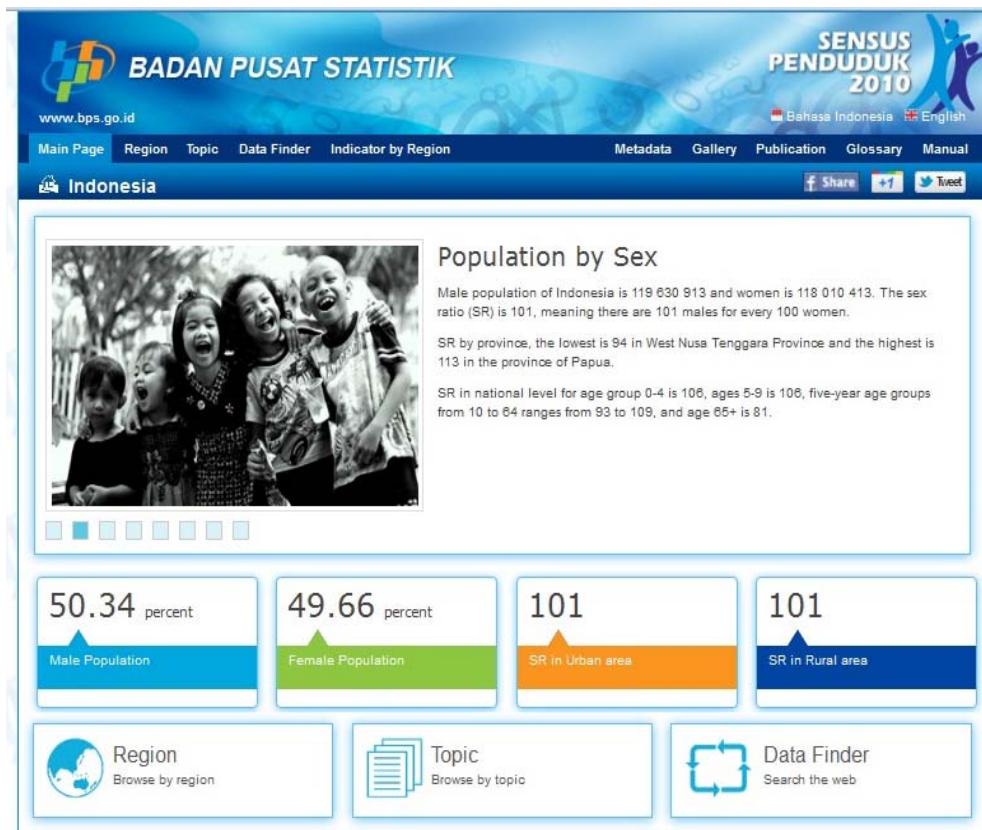 BADAN PUSAT STATISTIK
www.bps.go.id
SENSUS
PENDUDUK
2010
Bahasa Indonesia English
Main Page Region Topic Data Finder Indicator by Region Metadata Gallery Publication Glossary Manual
Indonesia
f Share +1 Tweet
Population by Sex
Male population of Indonesia is 119 630 913 and women is 118 010 413. The sex
ratio (SR) is 101, meaning there are 101 males for every 100 women.
SR by province, the lowest is 94 in West Nusa Tenggara Province and the highest is
113 in the province of Papua.
SR in national level for age group 0-4 is 106, ages 5-9 is 106, five-year age groups
from 10 to 64 ranges from 93 to 109, and age 65+ is 81.
50.34 percent
Male Population
49.66 percent
Female Population
101
SR in Urban area
101
SR in Rural area
Region
Browse by region
Topic
Browse by topic
Data Finder
Search the web